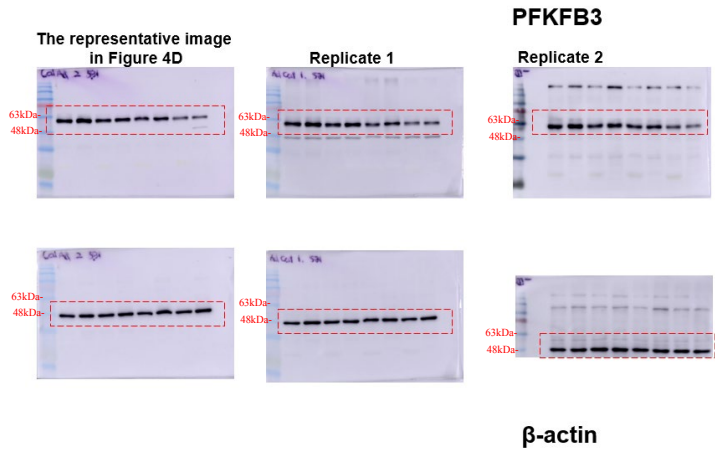 PFKFB3
The representative image
in Figure 4D
Replicate 1
Replicate 2
63kDa-
48kDa-
63kDa-
48kDa-
63kDa-
48kDa-
63kDa-
48kDa-
63kDa-
48kDa-
63kDa-
48kDa-
β-actin